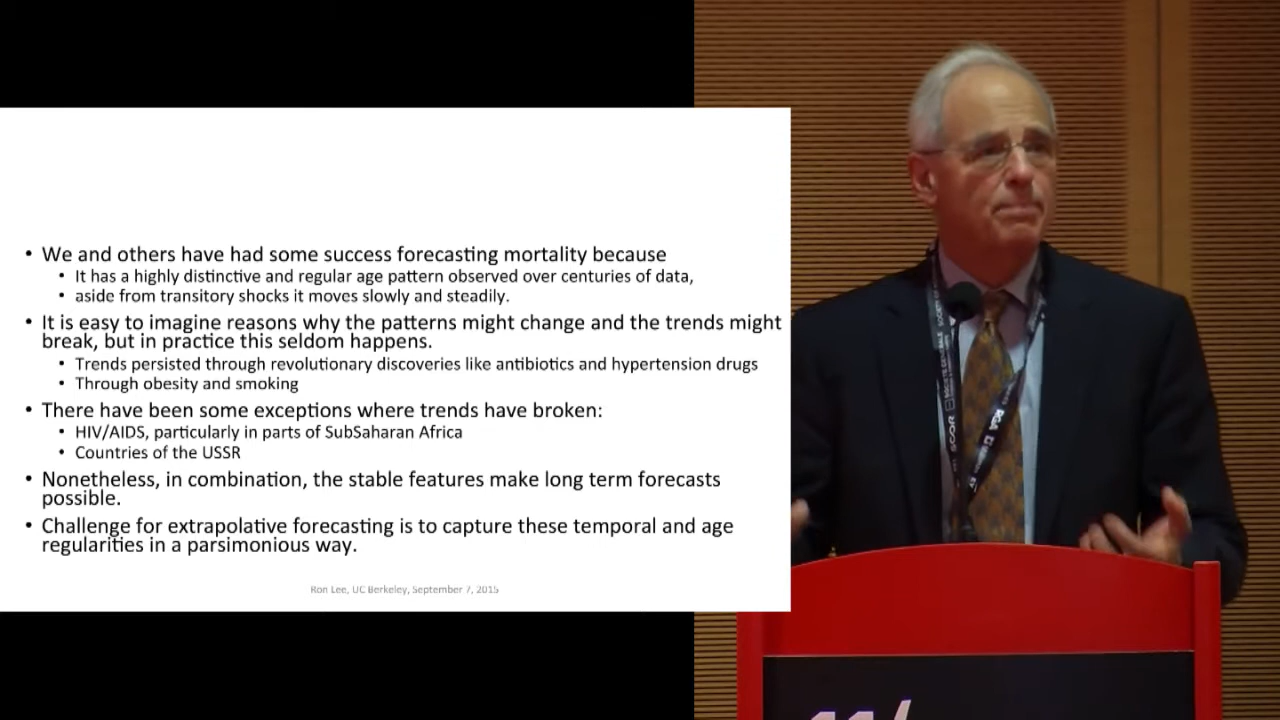 • We and others have had some success forecasting mortality because
• It has a highly distinctive and regular age pattern observed over centuries of data,
• aside from transitory shocks it moves slowly and steadily.
• It is easy to imagine reasons why the patterns might change and the trends might
break, but in practice this seldom happens.
• Trends persisted through revolutionary discoveries like antibiotics and hypertension drugs
• Through obesity and smoking
• There have been some exceptions where trends have broken:
• HIV/AIDS, particularly in parts of SubSaharan Africa
• Countries of the USSR
• Nonetheless, in combination, the stable features make long term forecasts
possible.
• Challenge for extrapolative forecasting is to capture these temporal and age
regularities in a parsimonious way.
Ron Lee, UC Berkeley, September 7, 2015
SCOR
RGA